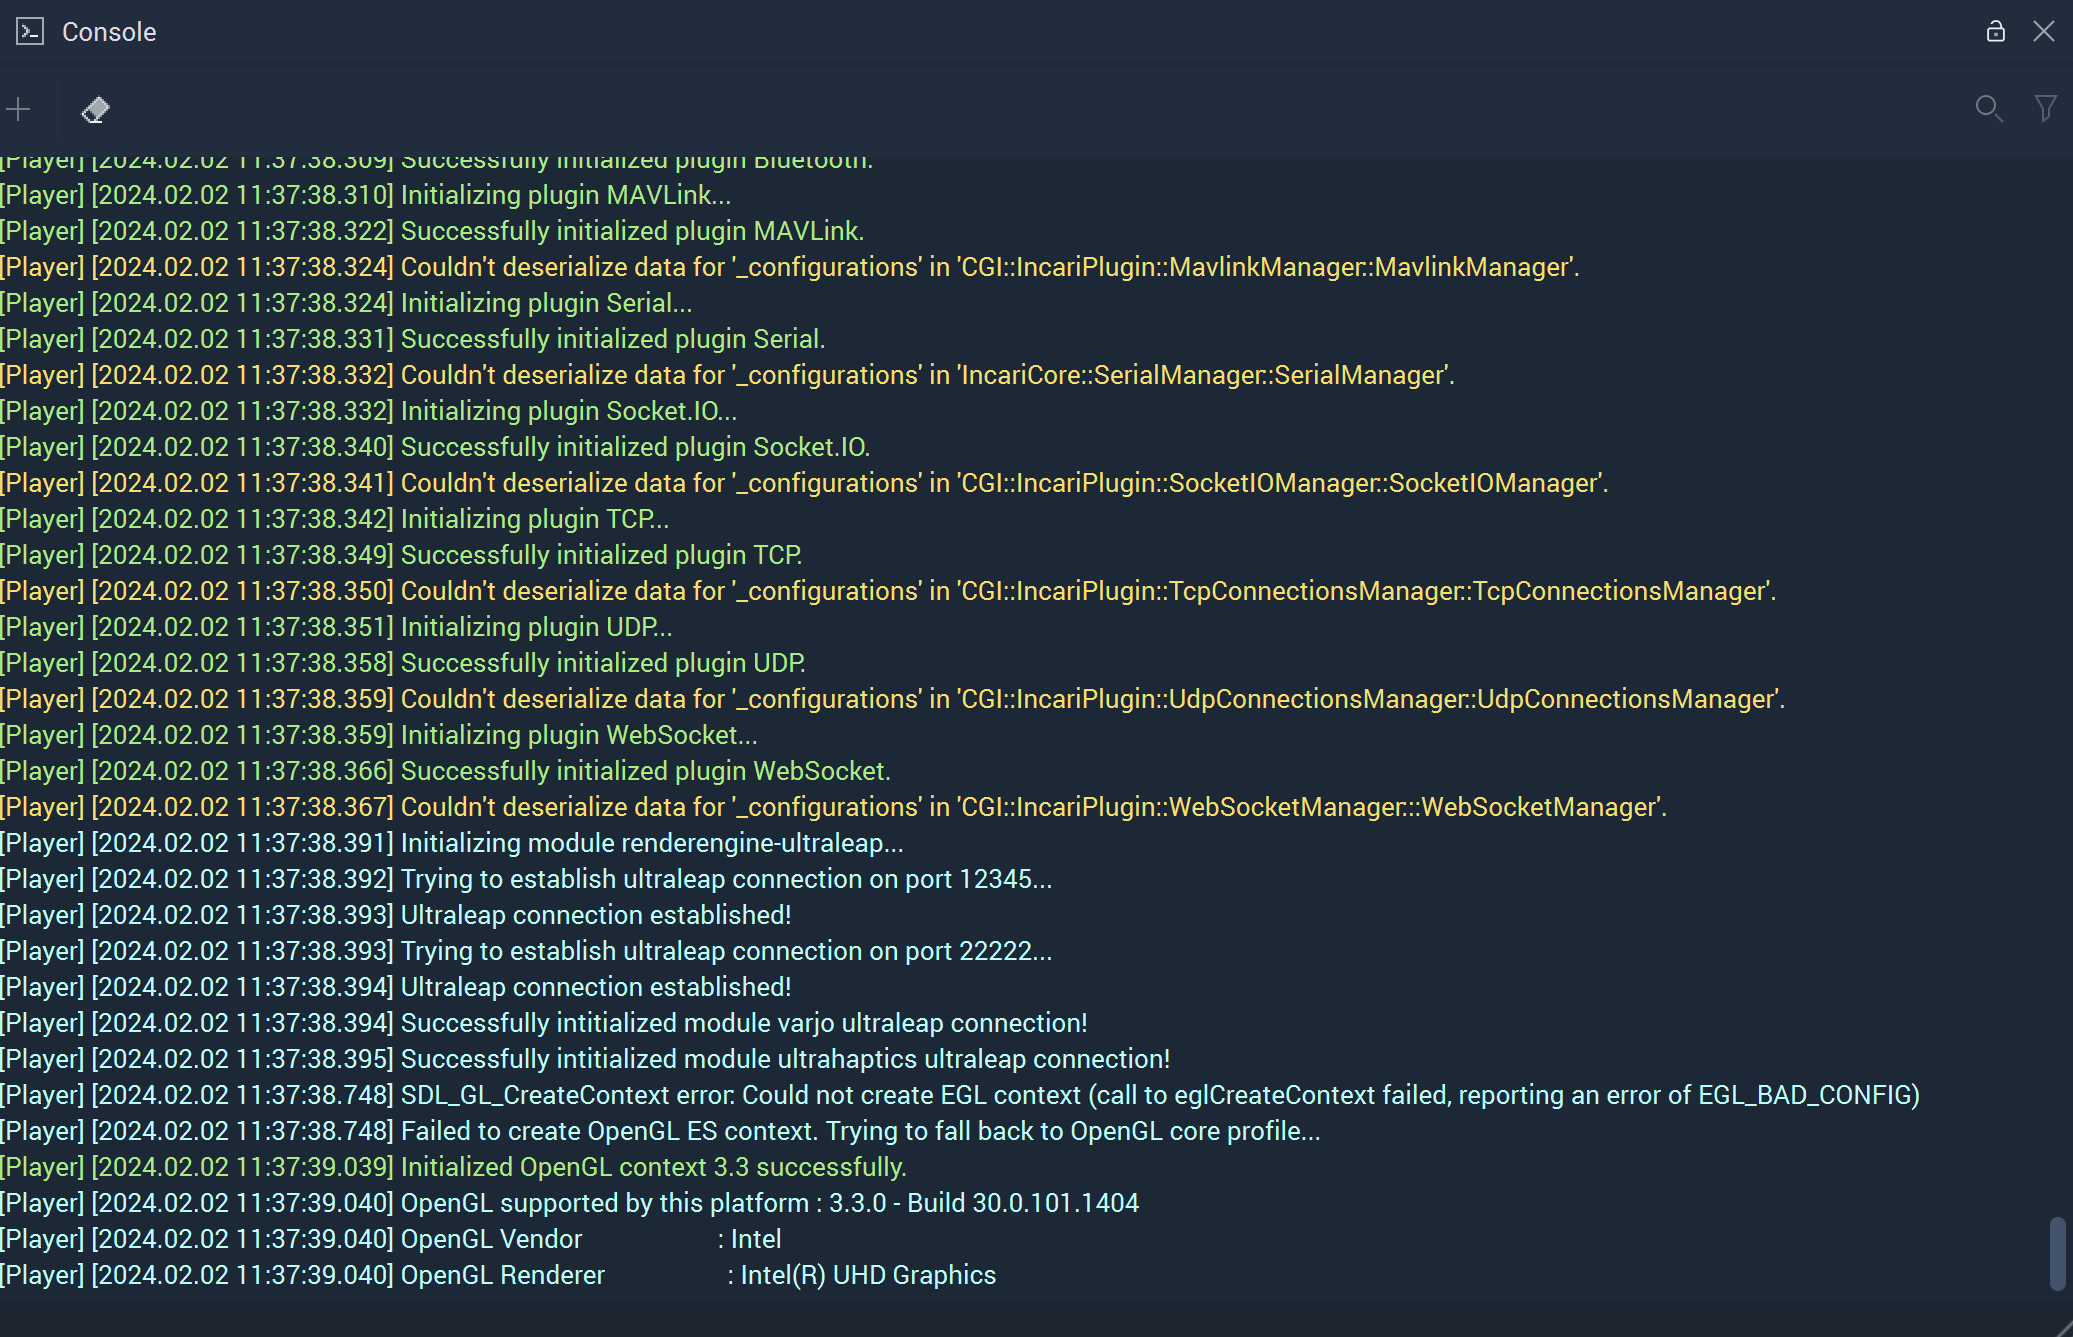 Console
[Player] [2024.02.02 11:37:38.309] Successfully initialized plugin Bluetooth.
[Player] [2024.02.02 11:37:38.310] Initializing plugin MAVLink...
[Player] [2024.02.02 11:37:38.322] Successfully initialized plugin MAVLink.
[Player] [2024.02.02 11:37:38.324] Couldn't deserialize data for '_configurations' in 'CGI::IncariPlugin::MavlinkManager::MavlinkManager'.
[Player] [2024.02.02 11:37:38.324] Initializing plugin Serial...
[Player] [2024.02.02 11:37:38.331] Successfully initialized plugin Serial.
[Player] [2024.02.02 11:37:38.332] Couldn't deserialize data for '_configurations' in 'IncariCore::SerialManager::SerialManager'.
[Player] [2024.02.02 11:37:38.332] Initializing plugin Socket.IO...
[Player] [2024.02.02 11:37:38.340] Successfully initialized plugin Socket.IO.
[Player] [2024.02.02 11:37:38.341] Couldn't deserialize data for '_configurations' in 'CGI::IncariPlugin::SocketIOManager::SocketIOManager'.
[Player] [2024.02.02 11:37:38.342] Initializing plugin TCP...
[Player] [2024.02.02 11:37:38.349] Successfully initialized plugin TCP.
[Player] [2024.02.02 11:37:38.350] Couldn't deserialize data for '_configurations' in 'CGI::IncariPlugin::TcpConnectionsManager::TcpConnectionsManager'.
[Player] [2024.02.02 11:37:38.351] Initializing plugin UDP...
[Player] [2024.02.02 11:37:38.358] Successfully initialized plugin UDP.
[Player] [2024.02.02 11:37:38.359] Couldn't deserialize data for '_configurations' in 'CGI::IncariPlugin::UdpConnectionsManager::UdpConnectionsManager'.
[Player] [2024.02.02 11:37:38.359] Initializing plugin WebSocket...
[Player] [2024.02.02 11:37:38.366] Successfully initialized plugin WebSocket.
[Player] [2024.02.02 11:37:38.367] Couldn't deserialize data for '_configurations' in 'CGI::IncariPlugin::WebSocketManager:::WebSocketManager'.
[Player] [2024.02.02 11:37:38.391] Initializing module renderengine-ultraleap...
[Player] [2024.02.02 11:37:38.392] Trying to establish ultraleap connection on port 12345...
[Player] [2024.02.02 11:37:38.393] Ultraleap connection established!
[Player] [2024.02.02 11:37:38.393] Trying to establish ultraleap connection on port 22222...
[Player] [2024.02.02 11:37:38.394] Ultraleap connection established!
[Player] [2024.02.02 11:37:38.394] Successfully intitialized module varjo ultraleap connection!
[Player] [2024.02.02 11:37:38.395] Successfully intitialized module ultrahaptics ultraleap connection!
[Player] [2024.02.02 11:37:38.748] SDL_GL_CreateContext error: Could not create EGL context (call to eglCreateContext failed, reporting an error of EGL_BAD_CONFIG)
[Player] [2024.02.02 11:37:38.748] Failed to create OpenGL ES context. Trying to fall back to OpenGL core profile...
[Player] [2024.02.02 11:37:39.039] Initialized OpenGL context 3.3 successfully.
[Player] [2024.02.02 11:37:39.040] OpenGL supported by this platform : 3.3.0 - Build 30.0.101.1404
[Player] [2024.02.02 11:37:39.040] OpenGL Vendor : Intel
[Player] [2024.02.02 11:37:39.040] OpenGL Renderer : Intel(R) UHD Graphics